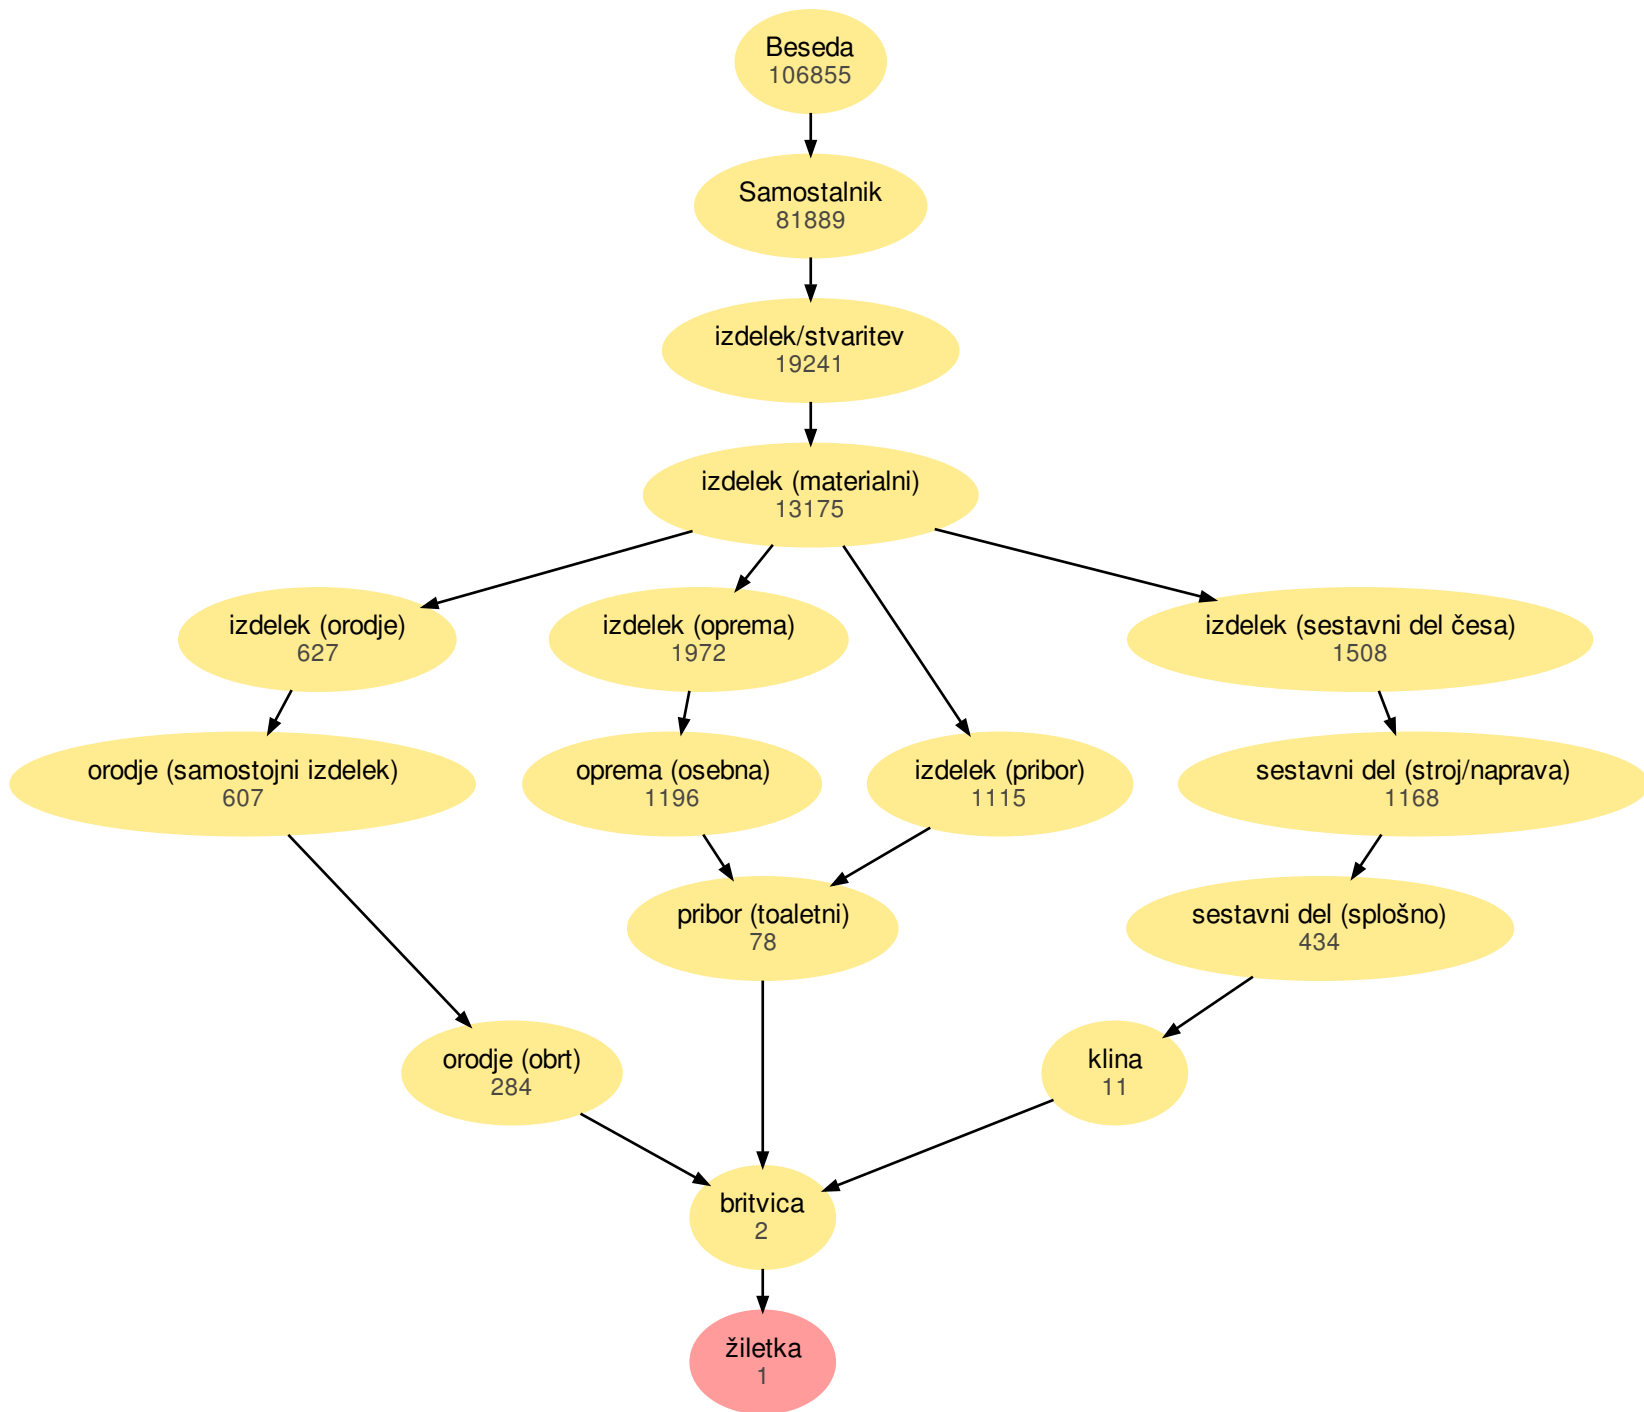 Beseda
106855
Samostalnik
81889
izdelek/stvaritev
19241
izdelek (materialni)
13175
izdelek (orodje)
627
izdelek (oprema)
1972
izdelek (sestavni del česa)
1508
orodje (samostojni izdelek)
607
oprema (osebna)
1196
izdelek (pribor)
1115
sestavni del (stroj/naprava)
1168
pribor (toaletni)
78
sestavni del (splošno)
434
orodje (obrt)
284
klina
11
britvica
2
žiletka
1